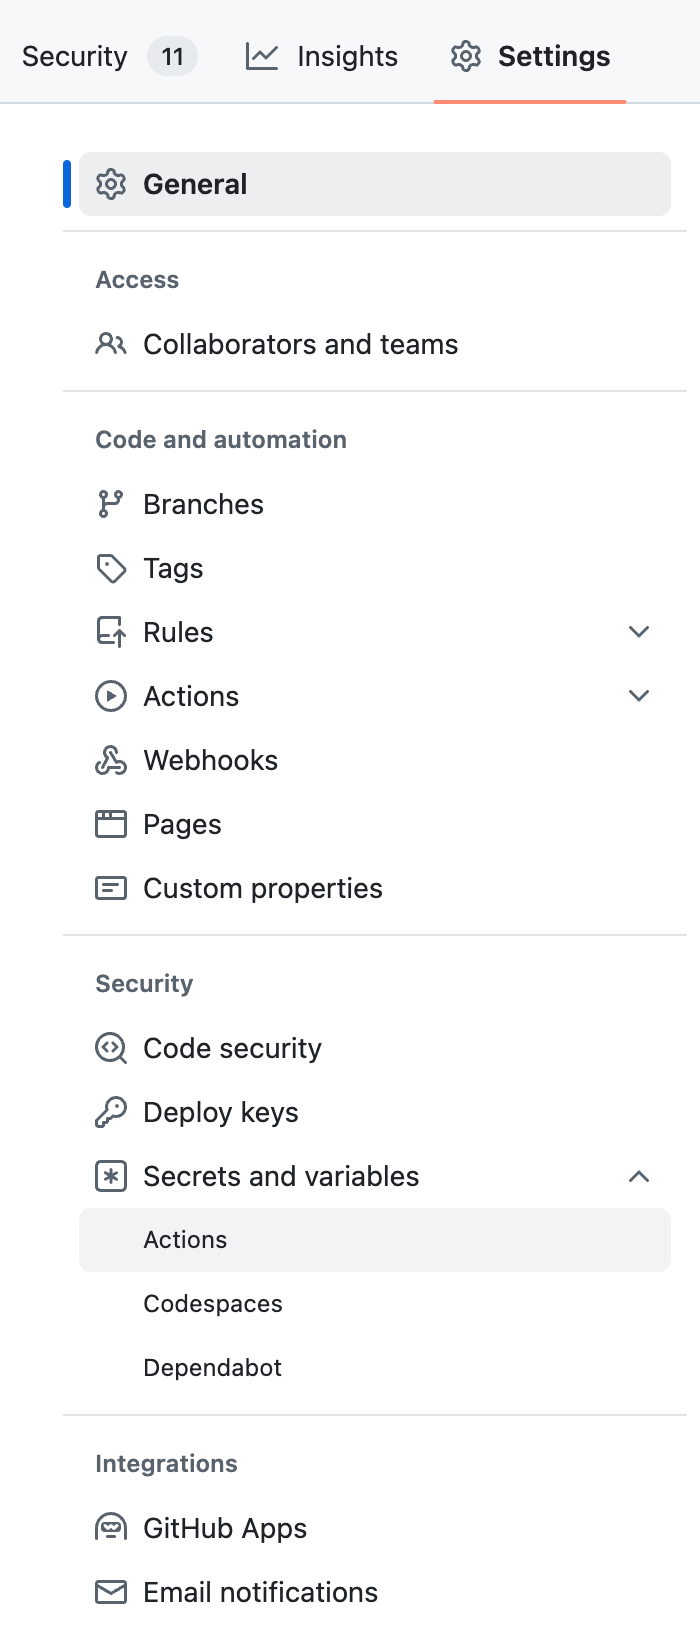 Security 11 Insights Settings
General
Access
Collaborators and teams
Code and automation
Branches
Tags
Rules
Actions
Webhooks
Pages
Custom properties
Security
Code security
Deploy keys
Secrets and variables
Actions
Codespaces
Dependabot
Integrations
GitHub Apps
Email notifications